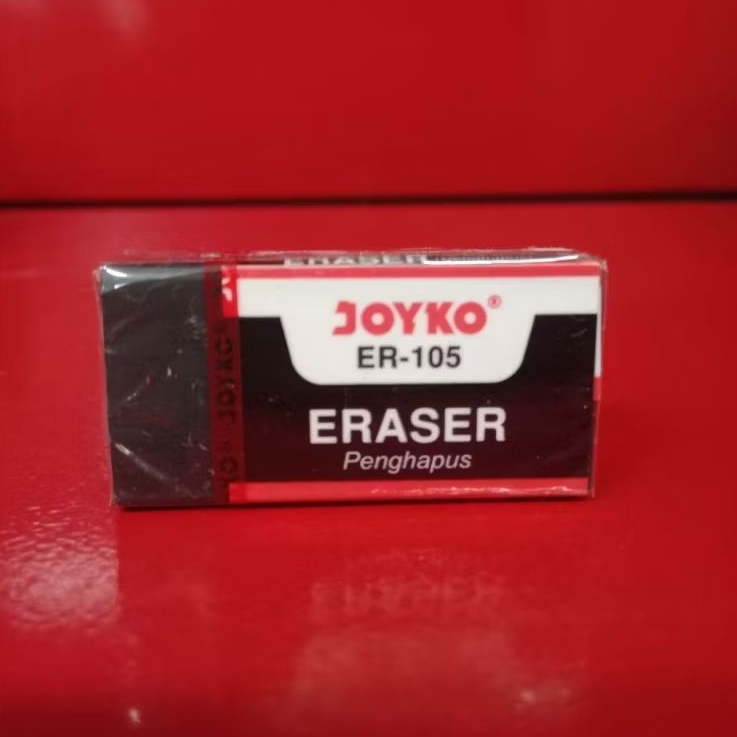 ERASER
JOYKO®
ER-105
ERASER
Penghapus
JOYKO